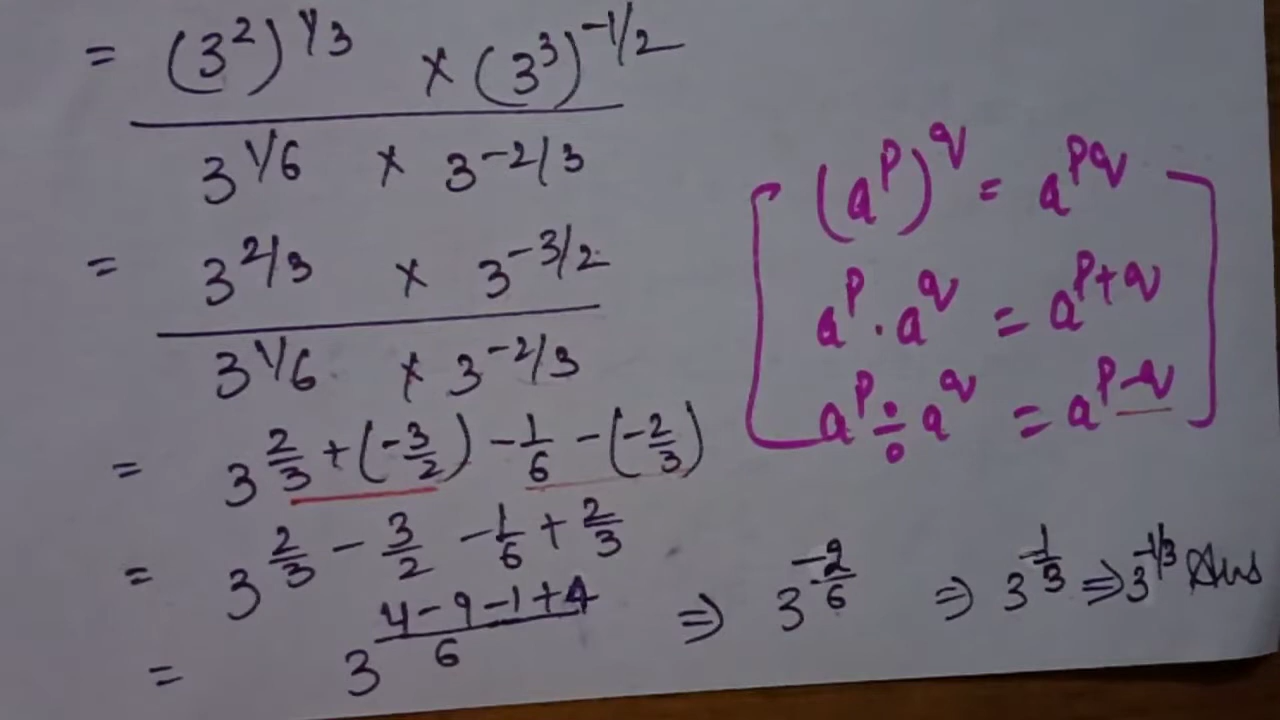 = (3²)^1/3 × (3³)^-1/2
3^1/6 × 3^-2/3
= 3^2/3 × 3^-3/2
3^1/6 × 3^-2/3
= 3^2/3 + (-3/2) - 1/6 - (-2/3)
= 3^2/3 - 3/2 - 1/6 + 2/3
= 3^4-9-1+4/6 ⇒ 3^-2/6 ⇒ 3^-1/3 ⇒ 3^-1/3 Ans
[(a^p)^q = a^pq
a^p · a^q = a^p+q
a^p ÷ a^q = a^p-q]